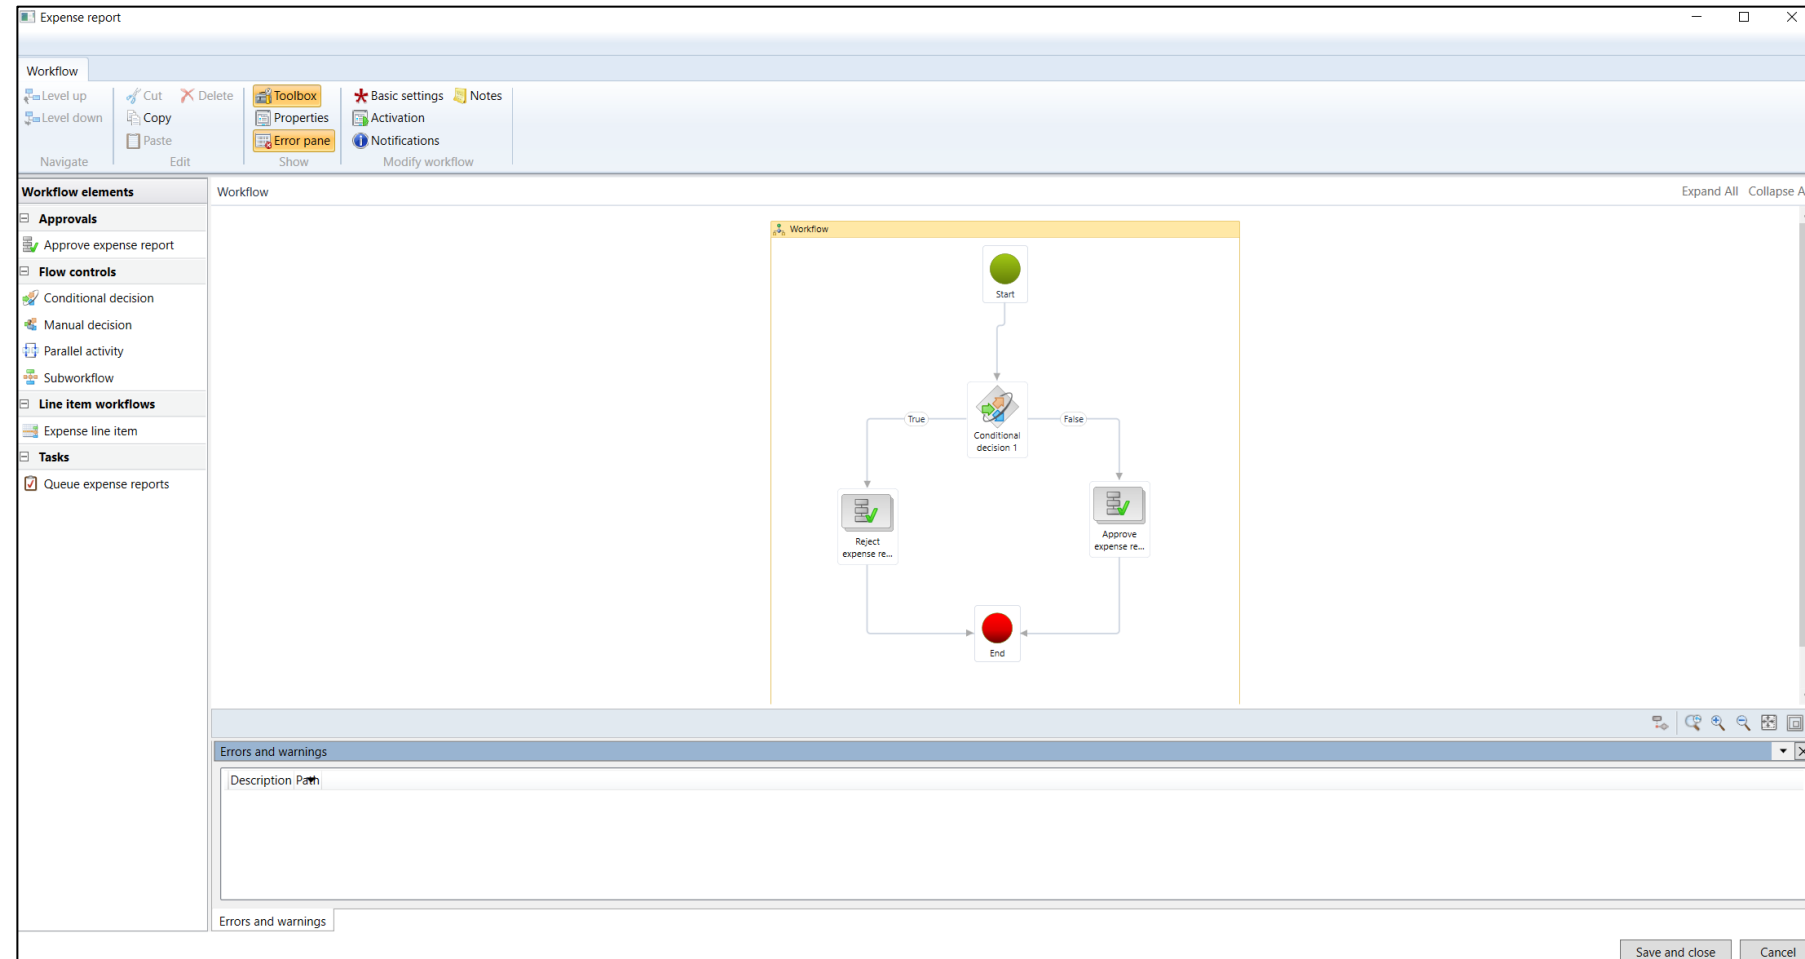 Expense report
Workflow
Level up
Cut
Delete
Toolbox
Basic settings
Notes
Level down
Copy
Properties
Activation
Paste
Error pane
Notifications
Navigate
Edit
Show
Modify workflow
Workflow elements
Workflow
Expand All
Collapse A
Approvals
Approve expense report
Flow controls
Conditional decision
Manual decision
Parallel activity
Subworkflow
Line item workflows
Expense line item
Tasks
Queue expense reports
Workflow
Start
True
False
Conditional
decision 1
Reject
expense re...
Approve
expense re...
End
Errors and warnings
Description Path
Errors and warnings
Save and close
Cancel